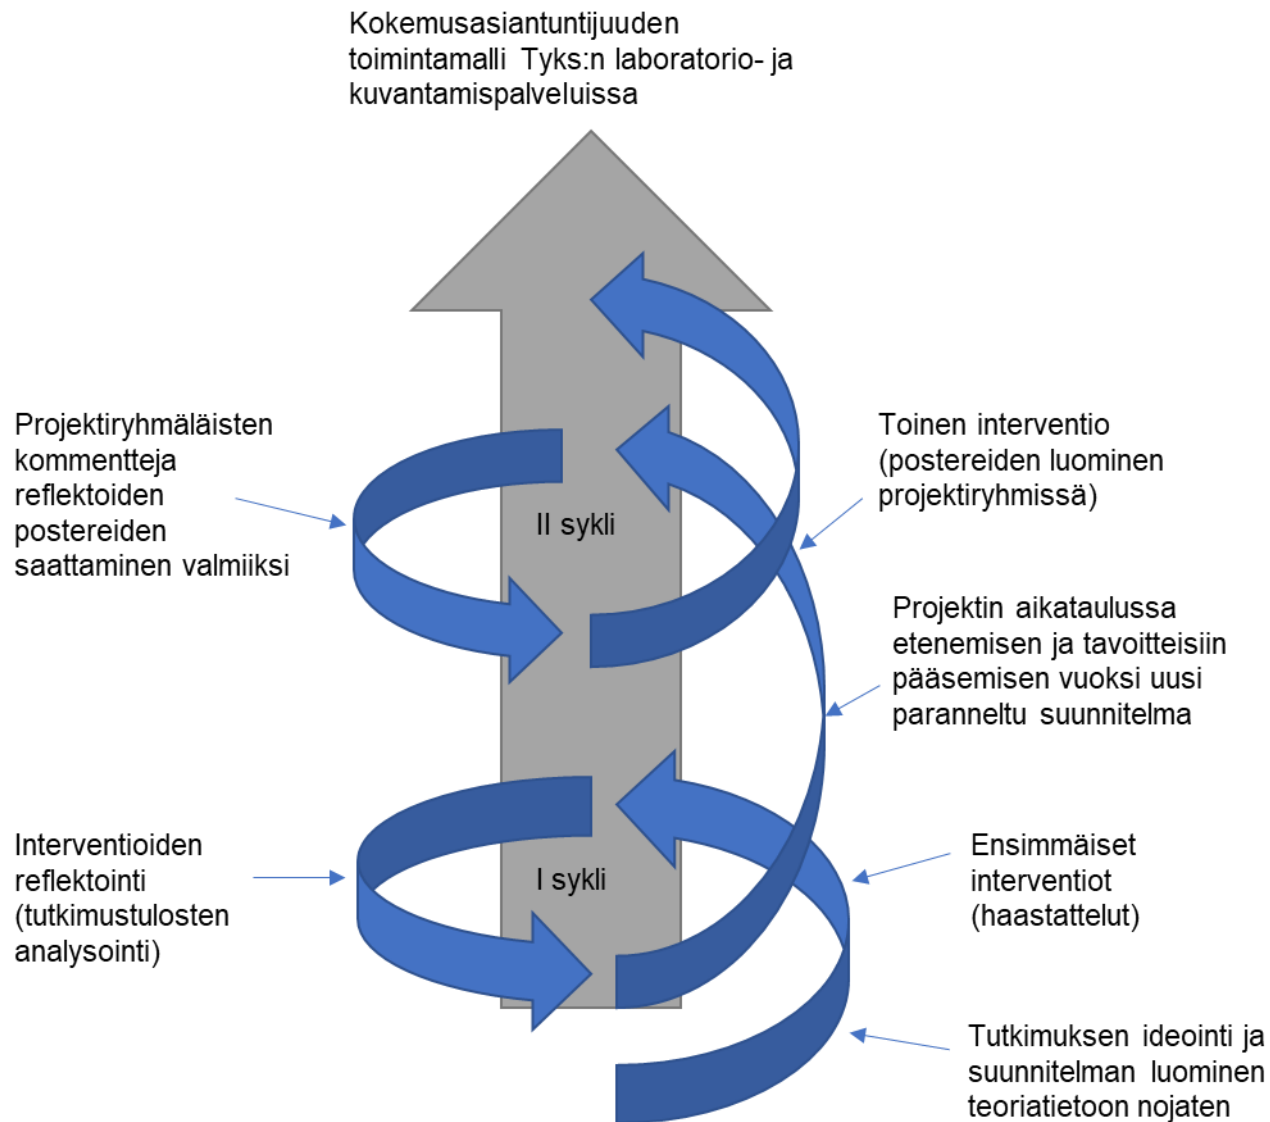 Kokemusasiantuntijuuden
toimintamalli Tyks:n laboratorio- ja
kuvantamispalveluissa
Projektiryhmäläisten
kommentteja
reflektoiden
postereiden
saattaminen valmiiksi
II sykli
Toinen interventio
(postereiden luominen
projektiryhmissä)
Projektin aikataulussa
etenemisen ja tavoitteisiin
pääsemisen vuoksi uusi
paranneltu suunnitelma
Interventioiden
reflektointi
(tutkimustulosten
analysointi)
I sykli
Ensimmäiset
interventiot
(haastattelut)
Tutkimuksen ideointi ja
suunnitelman luominen
teoriatietoon nojaten